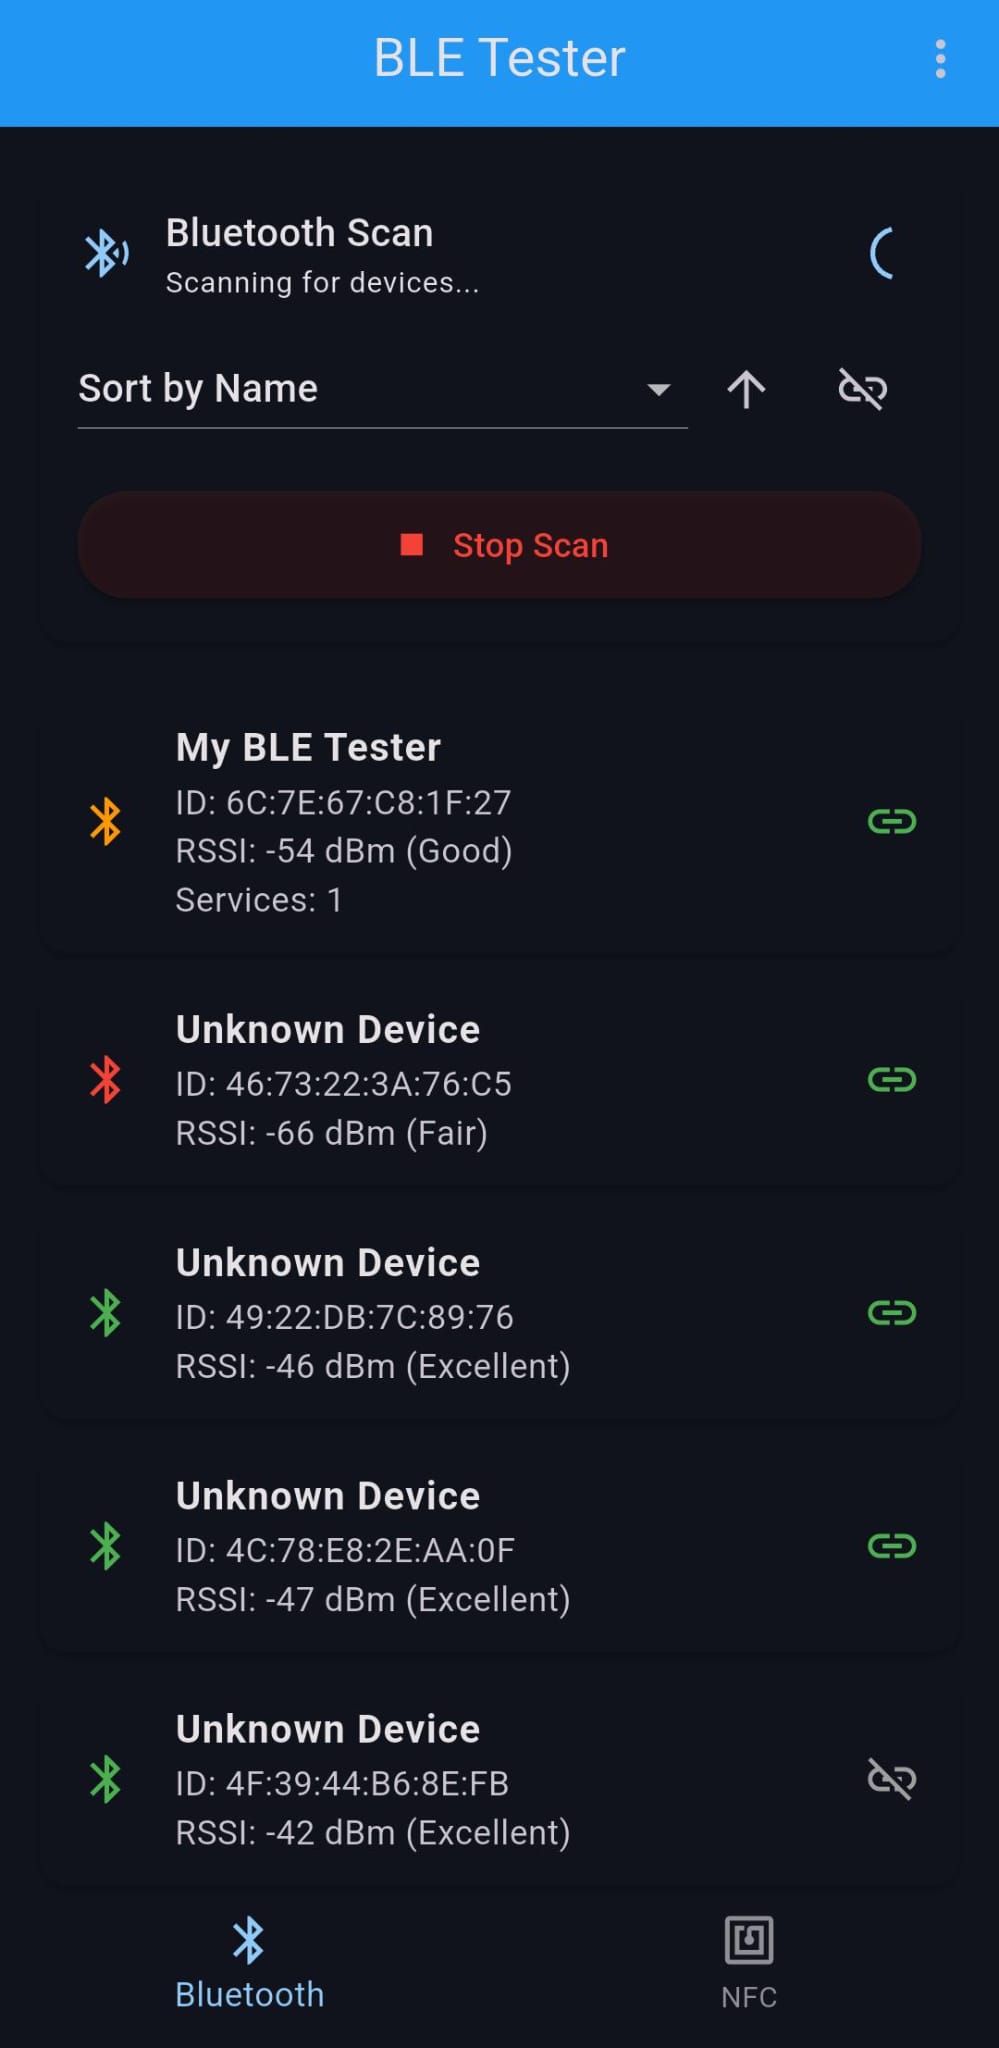 BLE Tester
Bluetooth Scan
Scanning for devices...
Sort by Name
Stop Scan
My BLE Tester
ID: 6C:7E:67:C8:1F:27
RSSI: -54 dBm (Good)
Services: 1
Unknown Device
ID: 46:73:22:3A:76:C5
RSSI: -66 dBm (Fair)
Unknown Device
ID: 49:22:DB:7C:89:76
RSSI: -46 dBm (Excellent)
Unknown Device
ID: 4C:78:E8:2E:AA:0F
RSSI: -47 dBm (Excellent)
Unknown Device
ID: 4F:39:44:B6:8E:FB
RSSI: -42 dBm (Excellent)
Bluetooth
NFC